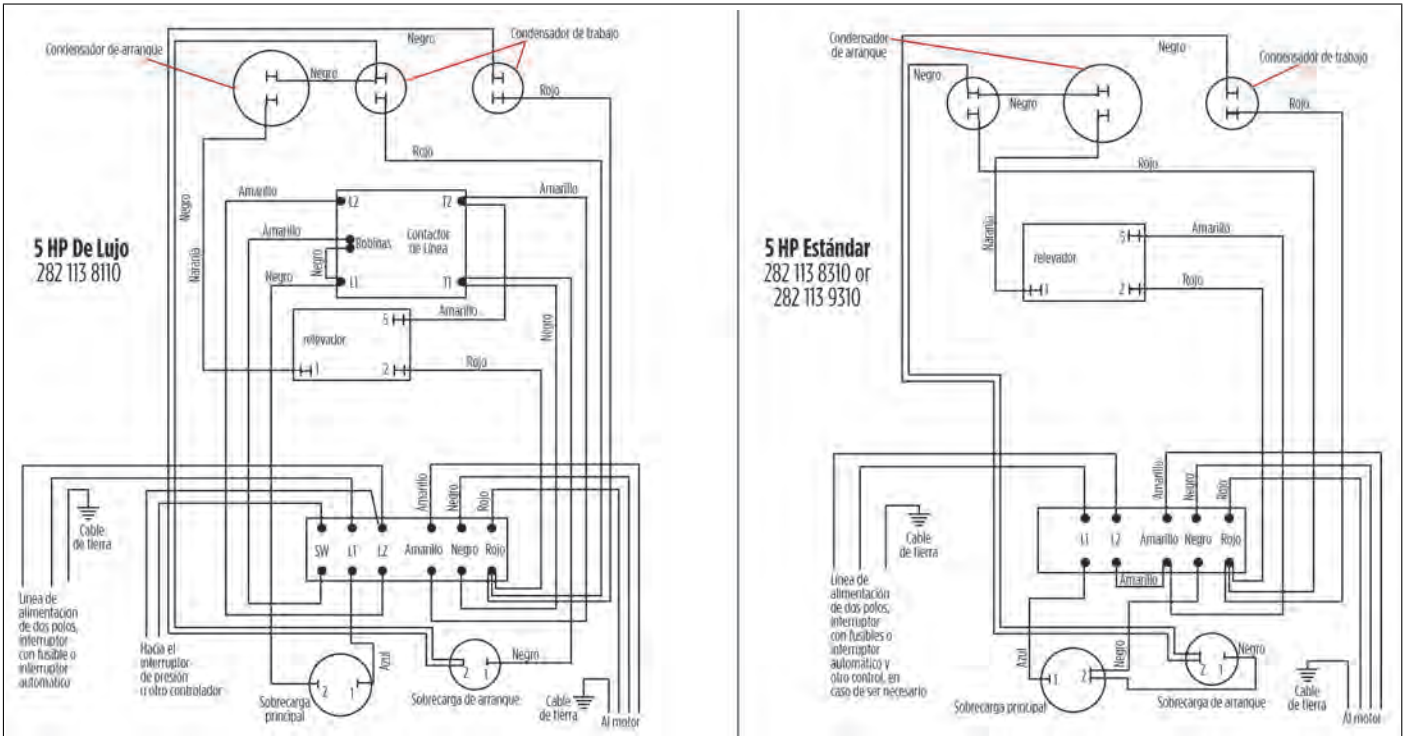 Condensador de arranque
Negro
Condensador de trabajo
Negro
Rojo
Rojo
Amarillo
Amarillo
L2
T2
Amarillo
Bobinas
Contactor
de Línea
Negro
Negro
Negro
L1
T1
Naranja
5 HP De Lujo
282 113 8110
5
Amarillo
relevador
Negro
1
2
Rojo
Amarillo
Negro
Rojo
Cable
de tierra
SW
L1
L2
Amarillo
Negro
Rojo
Línea de
alimentación
de dos polos,
interruptor
con fusible o
interruptor
automático
Hacia el
interruptor
de presión
u otro controlador
Azul
2
1
Sobrecarga
principal
2
1
Negro
Sobrecarga de arranque
Cable
de tierra
Al motor
Condensador
de arranque
Negro
Condensador de trabajo
Negro
Negro
Rojo
Rojo
5 HP Estándar
282 113 8310 or
282 113 9310
Naranja
5
Amarillo
relevador
1
2
Rojo
Amarillo
Negro
Rojo
Cable
de tierra
L1
L2
Amarillo
Negro
Rojo
Amarillo
Línea de
alimentación
de dos polos,
interruptor
con fusibles o
interruptor
automático y
otro control, en
caso de ser necesario
Azul
1
2
Negro
Sobrecarga principal
2
1
Negro
Sobrecarga de arranque
Cable
de tierra
Al motor